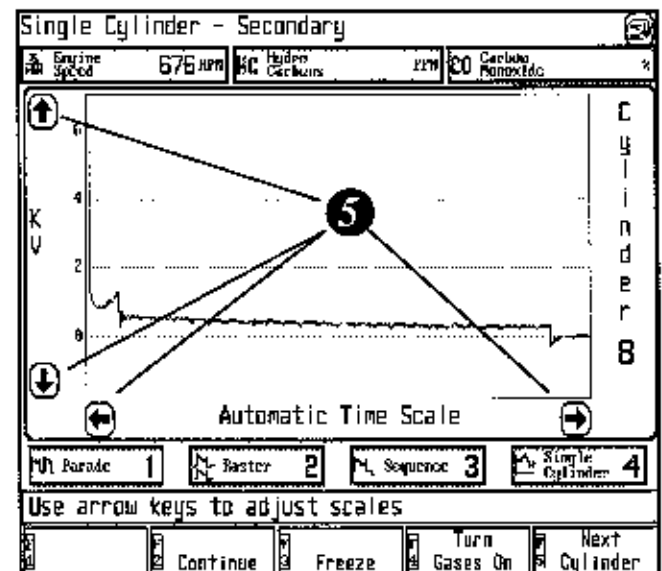 Single Cylinder - Secondary
Engine Speed 676 RPM HC Hydro Carbons PPM CO Carbon Monoxide %
6
4
2
0
KV
5
Cylinder 8
Automatic Time Scale
Parade 1 Raster 2 Sequence 3 Single Cylinder 4
Use arrow keys to adjust scales
Continue Freeze Turn Gases On Next Cylinder